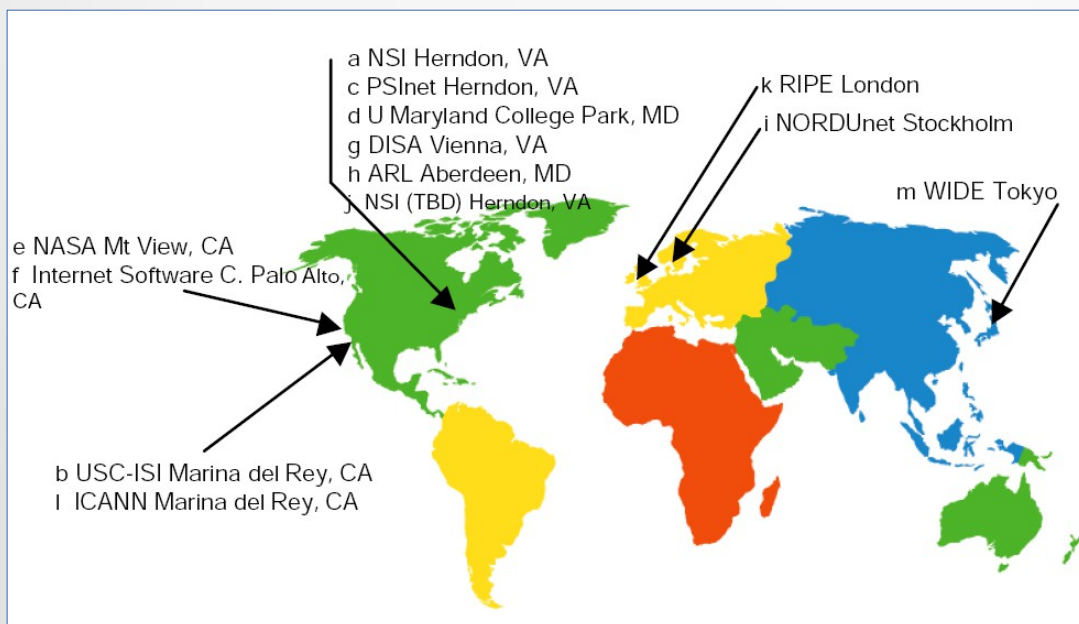 a NSI Herndon, VA
c PSInet Herndon, VA
d U Maryland College Park, MD
g DISA Vienna, VA
h ARL Aberdeen, MD
j NSI (TBD) Herndon, VA
k RIPE London
i NORDUnet Stockholm
m WIDE Tokyo
e NASA Mt View, CA
f Internet Software C. Palo Alto,
CA
b USC-ISI Marina del Rey, CA
l ICANN Marina del Rey, CA